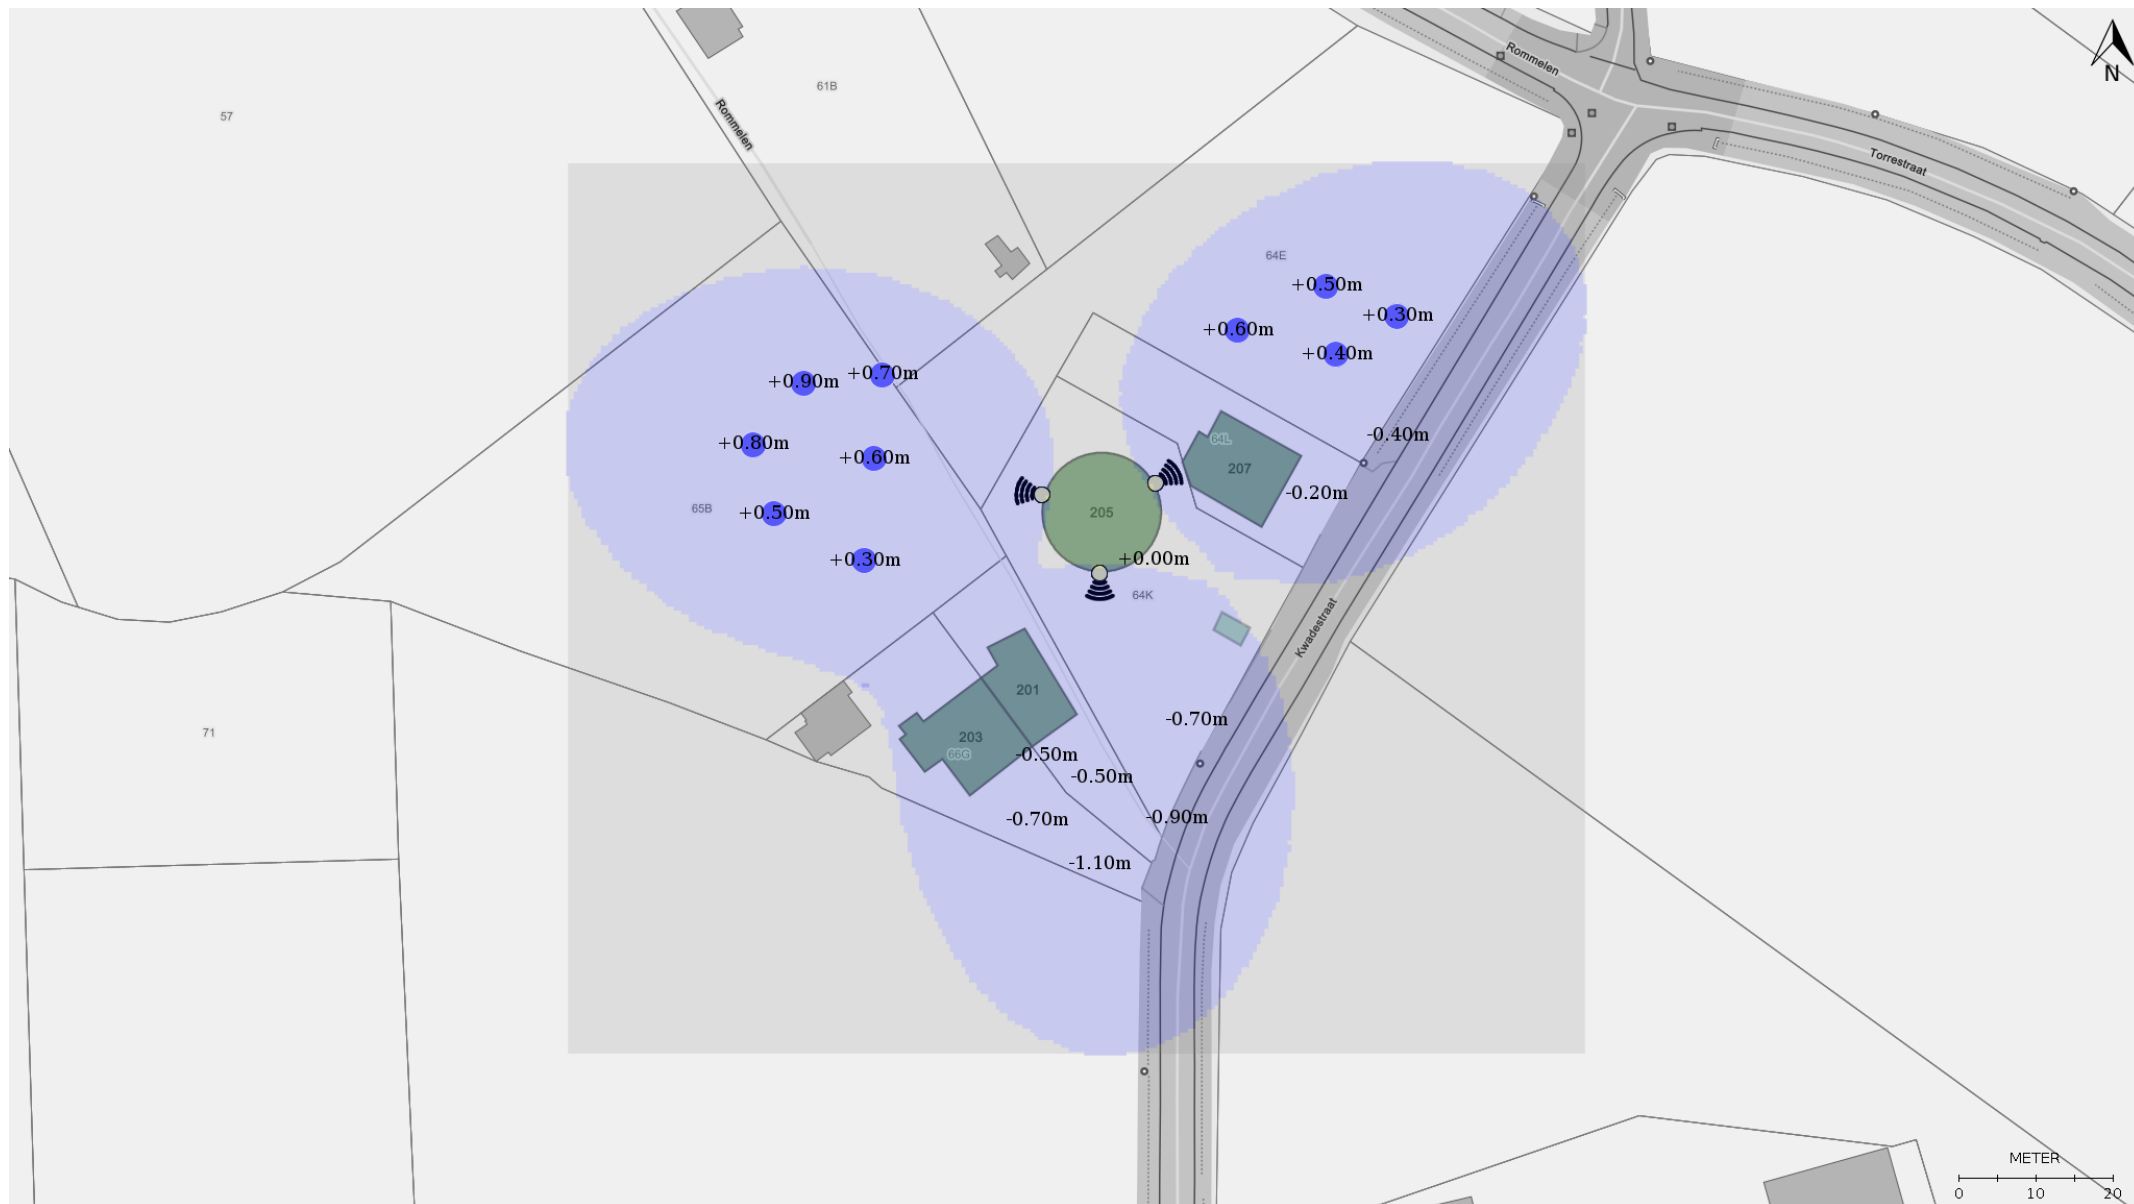 Rommelen
N
57
61B
Rommelen
Torrestraat
64E
+0.50m
+0.30m
+0.60m
+0.40m
+0.70m
+0.90m
-0.40m
64L
+0.80m
+0.60m
207
-0.20m
65B
+0.50m
205
+0.30m
+0.00m
64K
Kwadestraat
201
-0.70m
71
203
66G
-0.50m
-0.50m
-0.70m
-0.90m
-1.10m
METER
0 10 20